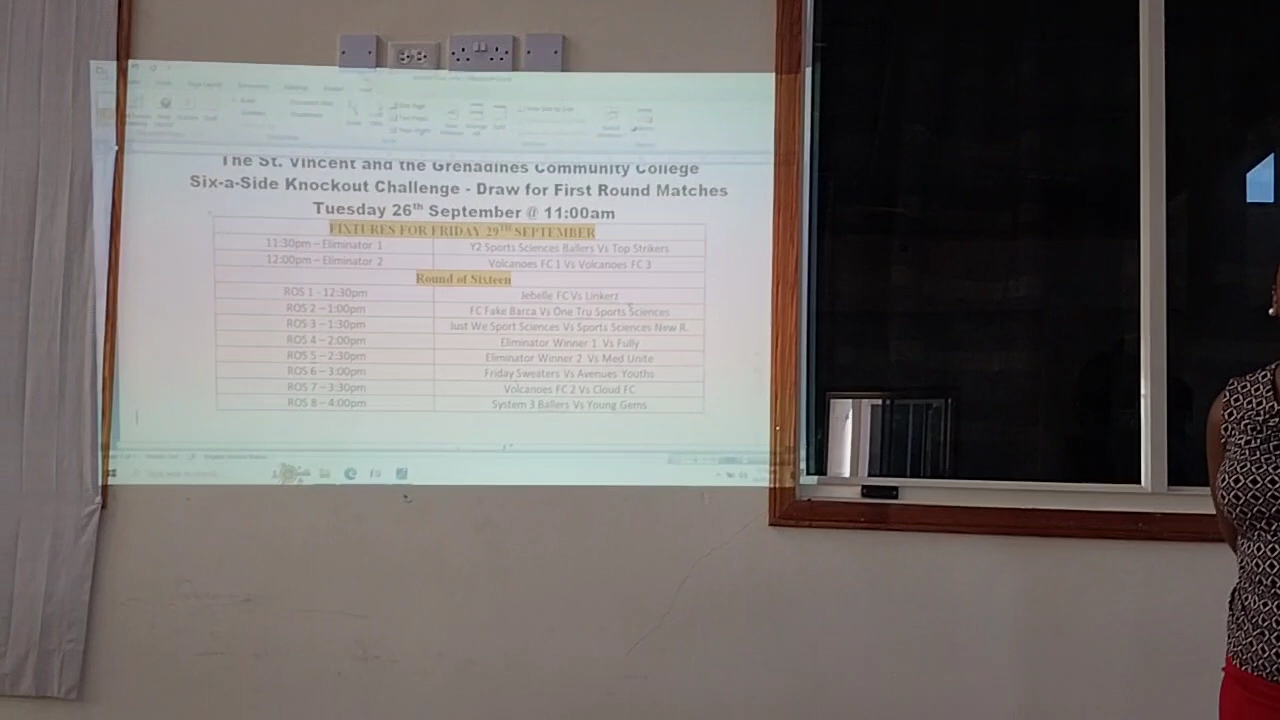 The St. Vincent and the Grenadines Community College
Six-a-Side Knockout Challenge - Draw for First Round Matches
Tuesday 26th September @ 11:00am
FIXTURES FOR FRIDAY 29TH SEPTEMBER
11:30pm – Eliminator 1 Y2 Sports Sciences Ballers Vs Top Strikers
12:00pm – Eliminator 2 Volcanoes FC 1 Vs Volcanoes FC 3
Round of Sixteen
ROS 1 - 12:30pm Jebelle FC Vs Linkerz
ROS 2 – 1:00pm FC Fake Barca Vs One Tru Sports Sciences
ROS 3 – 1:30pm Just We Sport Sciences Vs Sports Sciences New R.
ROS 4 – 2:00pm Eliminator Winner 1 Vs Fully
ROS 5 – 2:30pm Eliminator Winner 2 Vs Med Unite
ROS 6 – 3:00pm Friday Sweaters Vs Avenues Youths
ROS 7 – 3:30pm Volcanoes FC 2 Vs Cloud FC
ROS 8 – 4:00pm System 3 Ballers Vs Young Gems